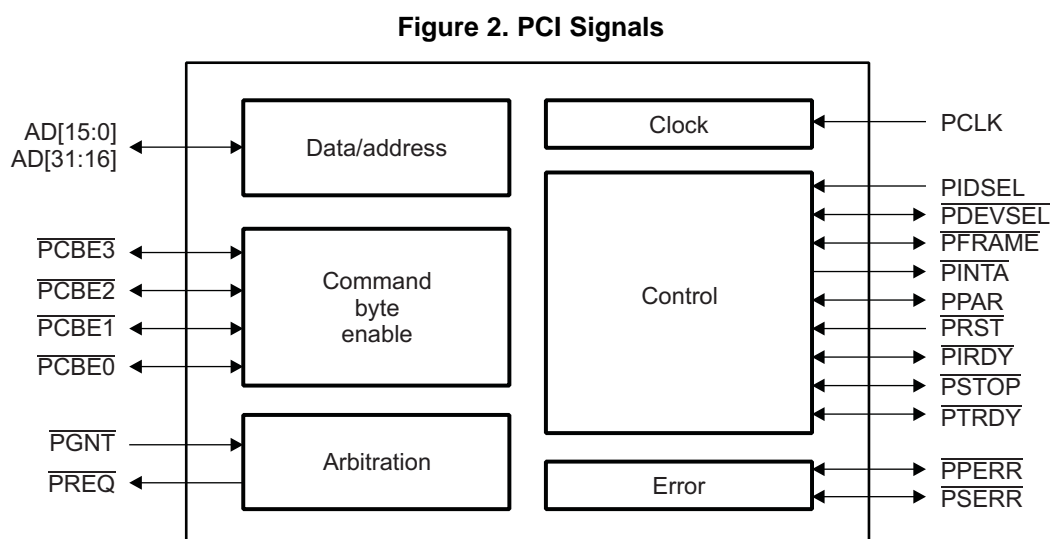 Figure 2. PCI Signals
AD[15:0]
AD[31:16]
Data/address
PCBE3
PCBE2
PCBE1
PCBE0
Command
byte
enable
PGNT
PREQ
Arbitration
Clock
PCLK
Control
PIDSEL
PDEVSEL
PFRAME
PINTA
PPAR
PRST
PIRDY
PSTOP
PTRDY
Error
PPERR
PSERR